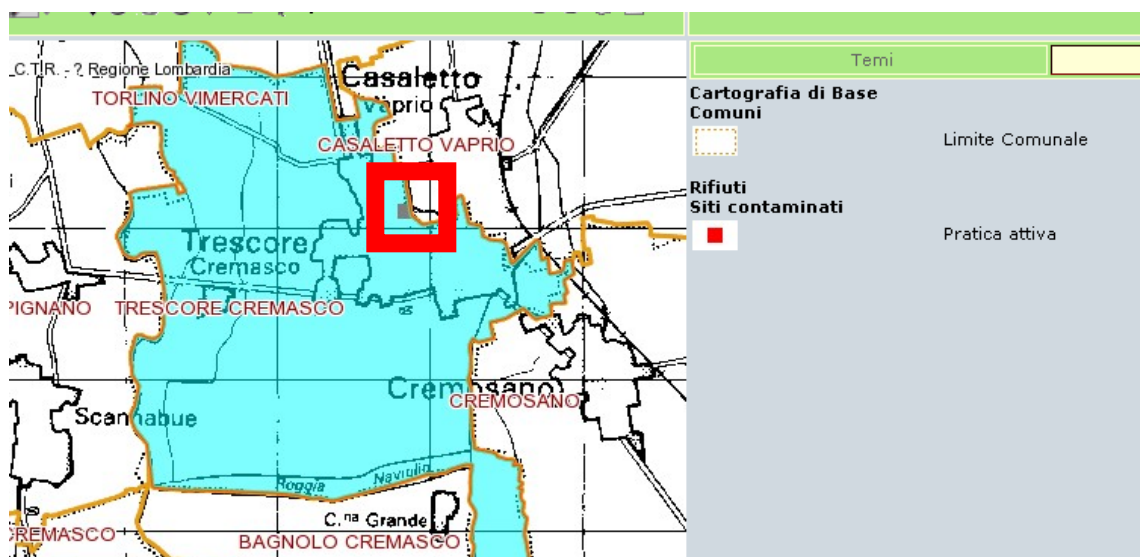 C.T.R. - ? Regione Lombardia
Casaletto
Vaprio
TORLINO VIMERCATI
CASALETTO VAPRIO
Trescore
Cremasco
PIGNANO
TRESCORE CREMASCO
Cremosano
CREMOSANO
Scannabue
Roggia
Navilio
C.na Grande
CREMASCO
BAGNOLO CREMASCO
Temi
Cartografia di Base
Comuni
Limite Comunale
Rifiuti
Siti contaminati
Pratica attiva